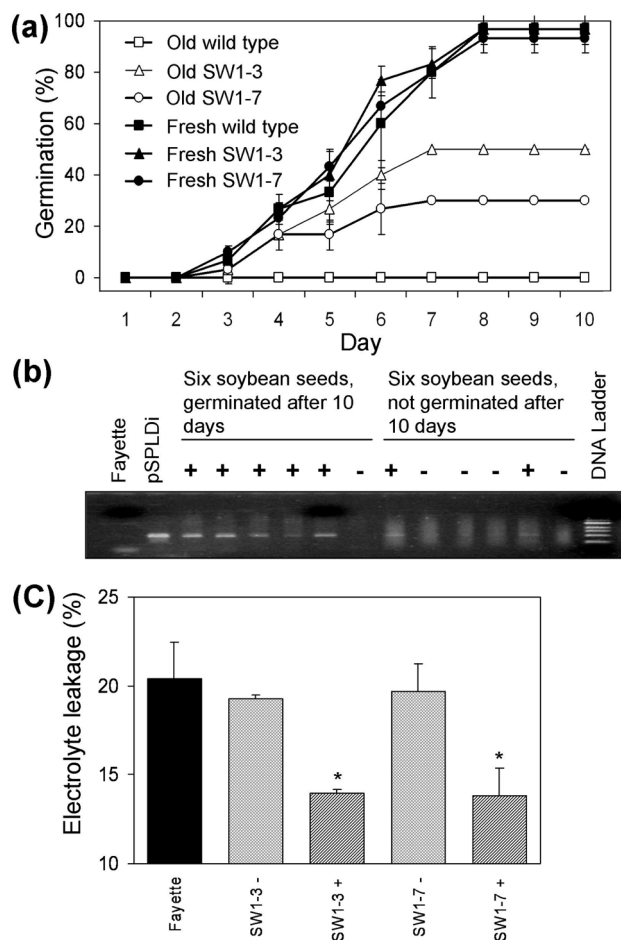 (a)
100
80
60
40
20
0
Germination (%)
Old wild type
Old SW1-3
Old SW1-7
Fresh wild type
Fresh SW1-3
Fresh SW1-7
1 2 3 4 5 6 7 8 9 10
Day
(b)
Fayette
pSPLDi
Six soybean seeds,
germinated after 10
days
Six soybean seeds,
not germinated after
10 days
DNA Ladder
+ + + + + - + - - - + -
(C)
25
20
15
10
Electrolyte leakage (%)
* *
Fayette
SW1-3 -
SW1-3 +
SW1-7 -
SW1-7 +